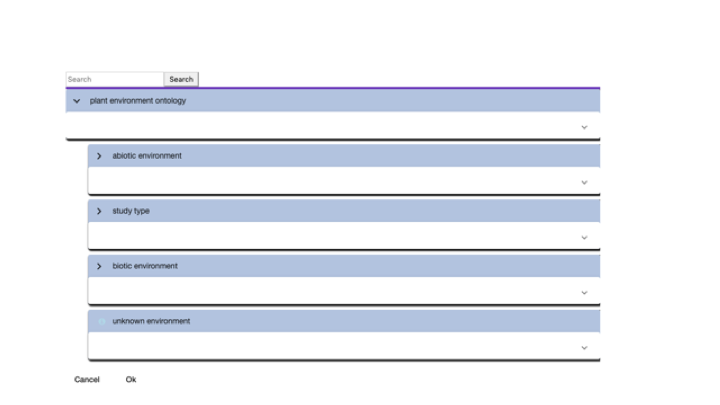 Search Search
plant environment ontology
abiotic environment
study type
biotic environment
unknown environment
Cancel Ok